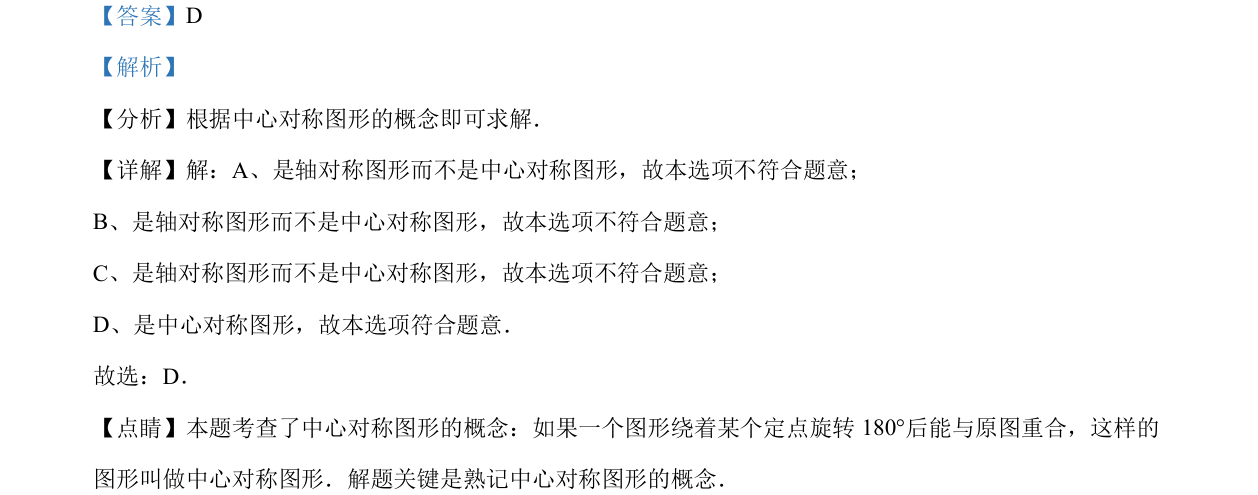 【答案】D
【解析】
【分析】根据中心对称图形的概念即可求解．
【详解】解：A、是轴对称图形而不是中心对称图形，故本选项不符合题意；
B、是轴对称图形而不是中心对称图形，故本选项不符合题意；
C、是轴对称图形而不是中心对称图形，故本选项不符合题意；
D、是中心对称图形，故本选项符合题意．
故选：D．
【点睛】本题考查了中心对称图形的概念：如果一个图形绕着某个定点旋转 180°后能与原图重合，这样的
图形叫做中心对称图形．解题关键是熟记中心对称图形的概念．